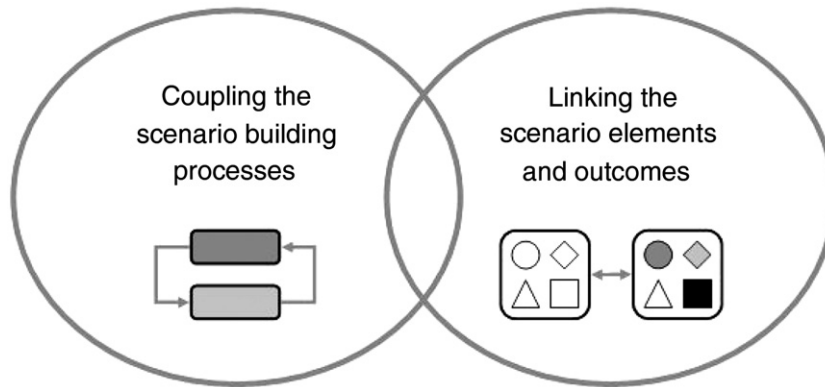 Coupling the
scenario building
processes
Linking the
scenario elements
and outcomes